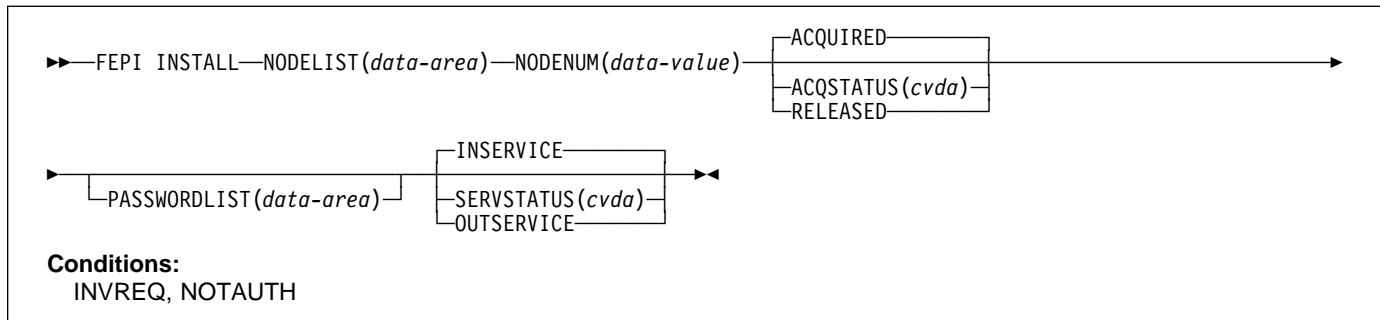 ACQUIRED
FEPI INSTALL NODELIST(data-area) NODENUM(data-value)
ACQSTATUS(cvda)
RELEASED
INSERVICE
PASSWORDLIST(data-area)
SERVSTATUS(cvda)
OUTSERVICE
Conditions:
INVREQ, NOTAUTH